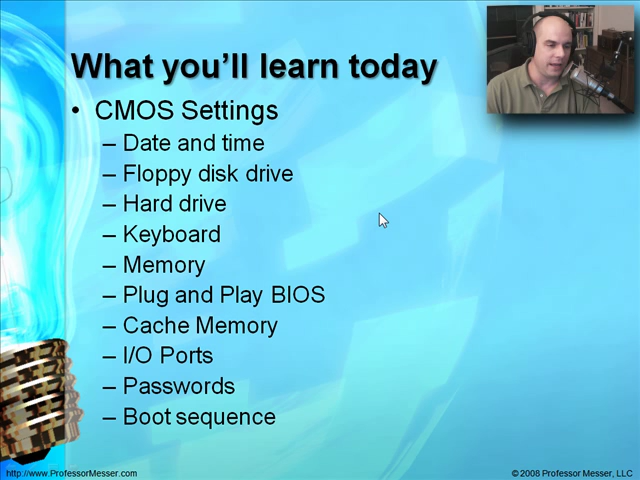 What you'll learn today
• CMOS Settings
– Date and time
– Floppy disk drive
– Hard drive
– Keyboard
– Memory
– Plug and Play BIOS
– Cache Memory
– I/O Ports
– Passwords
– Boot sequence
http://www.ProfessorMesser.com
© 2008 Professor Messer, LLC